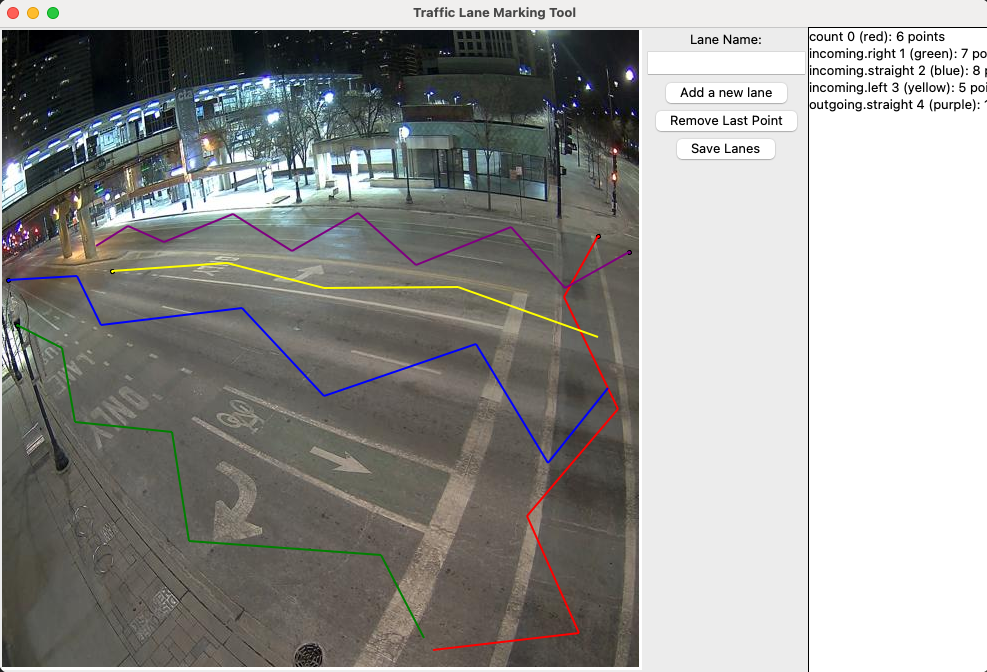 Traffic Lane Marking Tool
Lane Name:
Add a new lane
Remove Last Point
Save Lanes
count 0 (red): 6 points
incoming.right 1 (green): 7 po
incoming.straight 2 (blue): 8 p
incoming.left 3 (yellow): 5 poi
outgoing.straight 4 (purple): 1
ONLY
ONLY